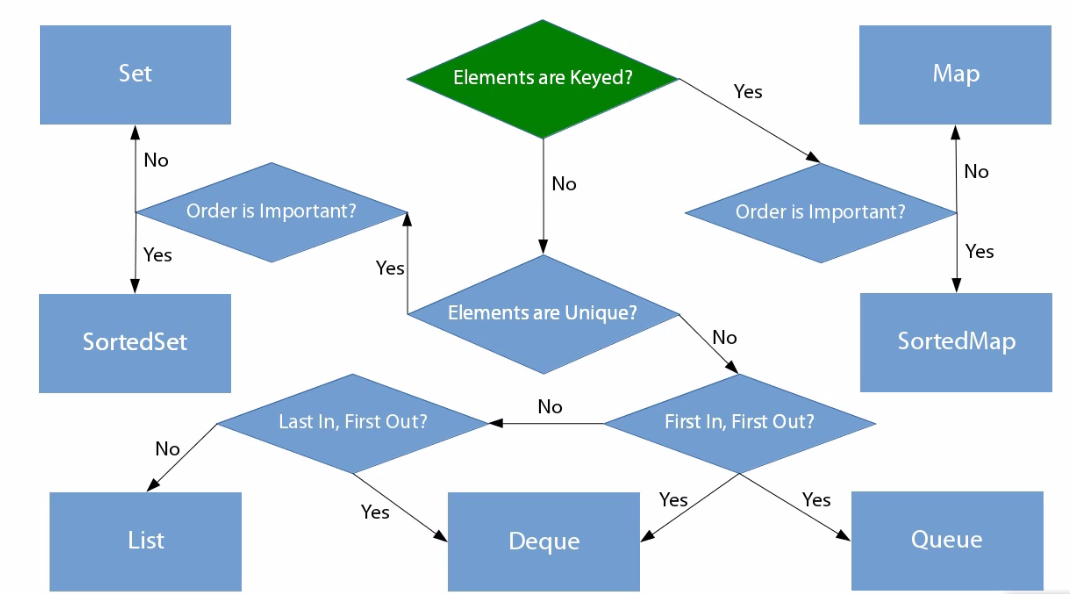 Set
Elements are Keyed?
Map
Yes
No
No
No
Order is Important?
Order is Important?
Yes
Yes
Yes
Elements are Unique?
SortedSet
No
SortedMap
Last In, First Out?
No
First In, First Out?
No
Yes
Yes
Yes
List
Deque
Queue